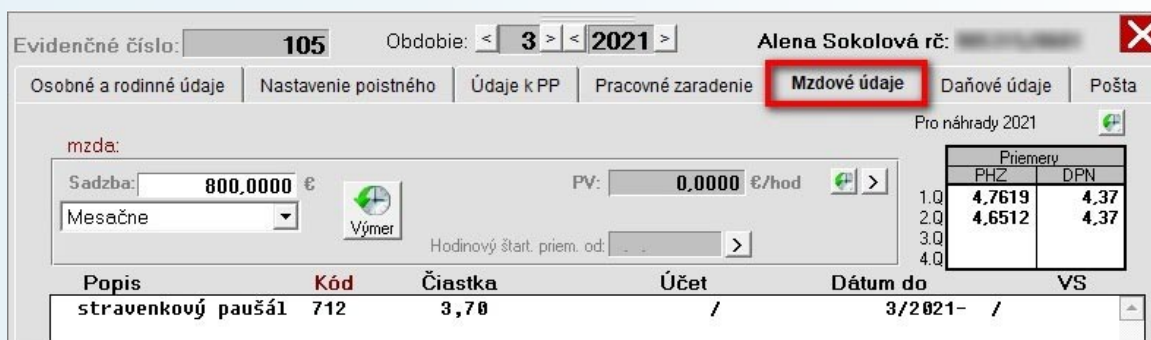 Evidenčné číslo: 105 Obdobie: < 3 > < 2021 > Alena Sokolová rč:
Osobné a rodinné údaje Nastavenie poistného Údaje k PP Pracovné zaradenie Mzdové údaje Daňové údaje Pošta
Pro náhrady 2021
mzda:
Sadzba: 800,0000 €
Mesačne
Výmer
PV: 0,0000 €/hod >
Hodinový štart. priem. od: . . >
Priemery
PHZ DPN
1.Q 4,7619 4,37
2.Q 4,6512 4,37
3.Q
4.Q
Popis Kód Čiastka Účet Dátum do VS
stravenkový paušál 712 3,70 / 3/2021- /